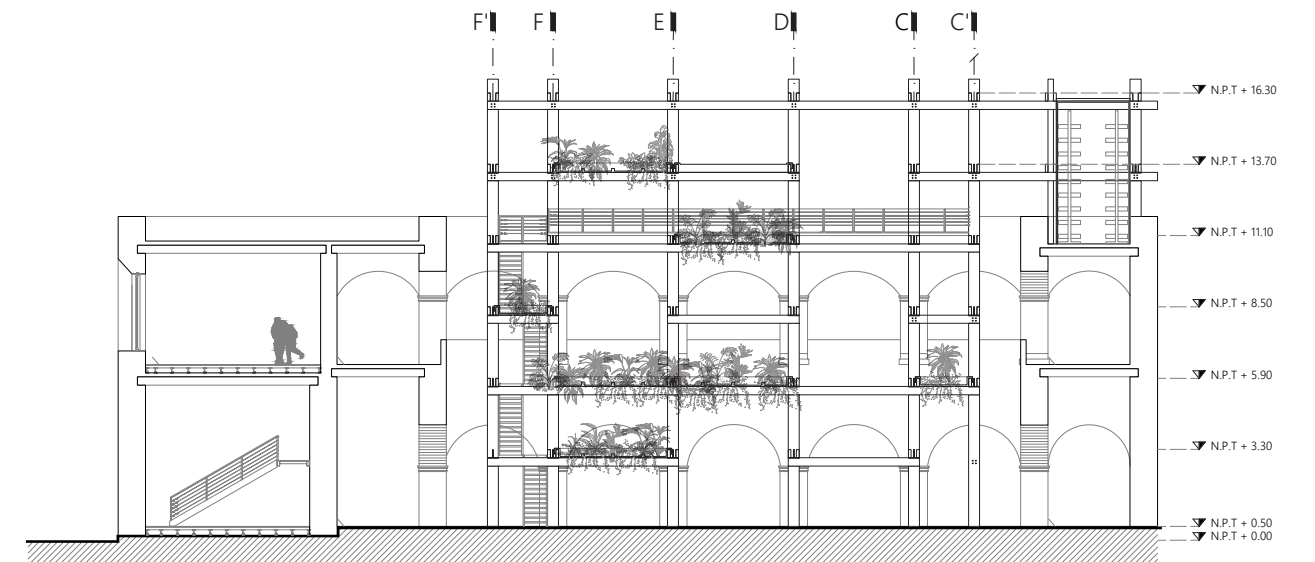 F' F E D C C'
N.P.T + 16.30
N.P.T + 13.70
N.P.T + 11.10
N.P.T + 8.50
N.P.T + 5.90
N.P.T + 3.30
N.P.T + 0.50
N.P.T + 0.00